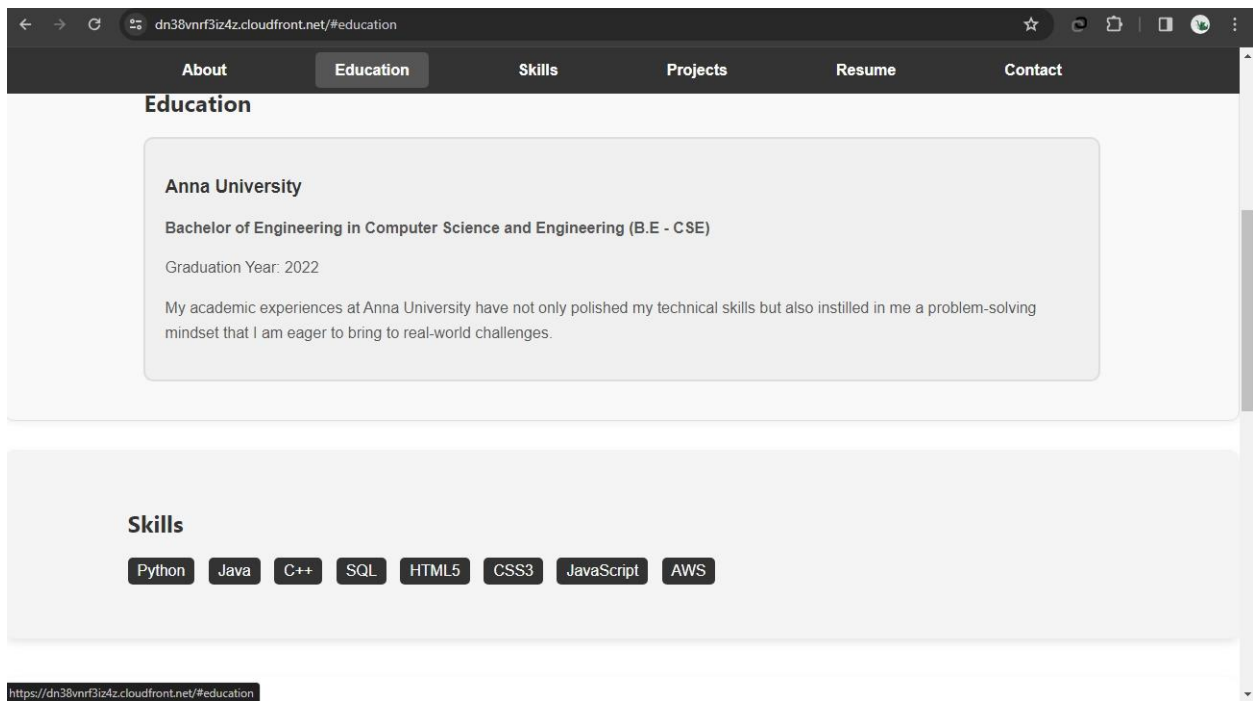 dn38vnrf3iz4z.cloudfront.net/#education
About Education Skills Projects Resume Contact
Education
Anna University
Bachelor of Engineering in Computer Science and Engineering (B.E - CSE)
Graduation Year: 2022
My academic experiences at Anna University have not only polished my technical skills but also instilled in me a problem-solving
mindset that I am eager to bring to real-world challenges.
Skills
Python Java C++ SQL HTML5 CSS3 JavaScript AWS
https://dn38vnrf3iz4z.cloudfront.net/#education